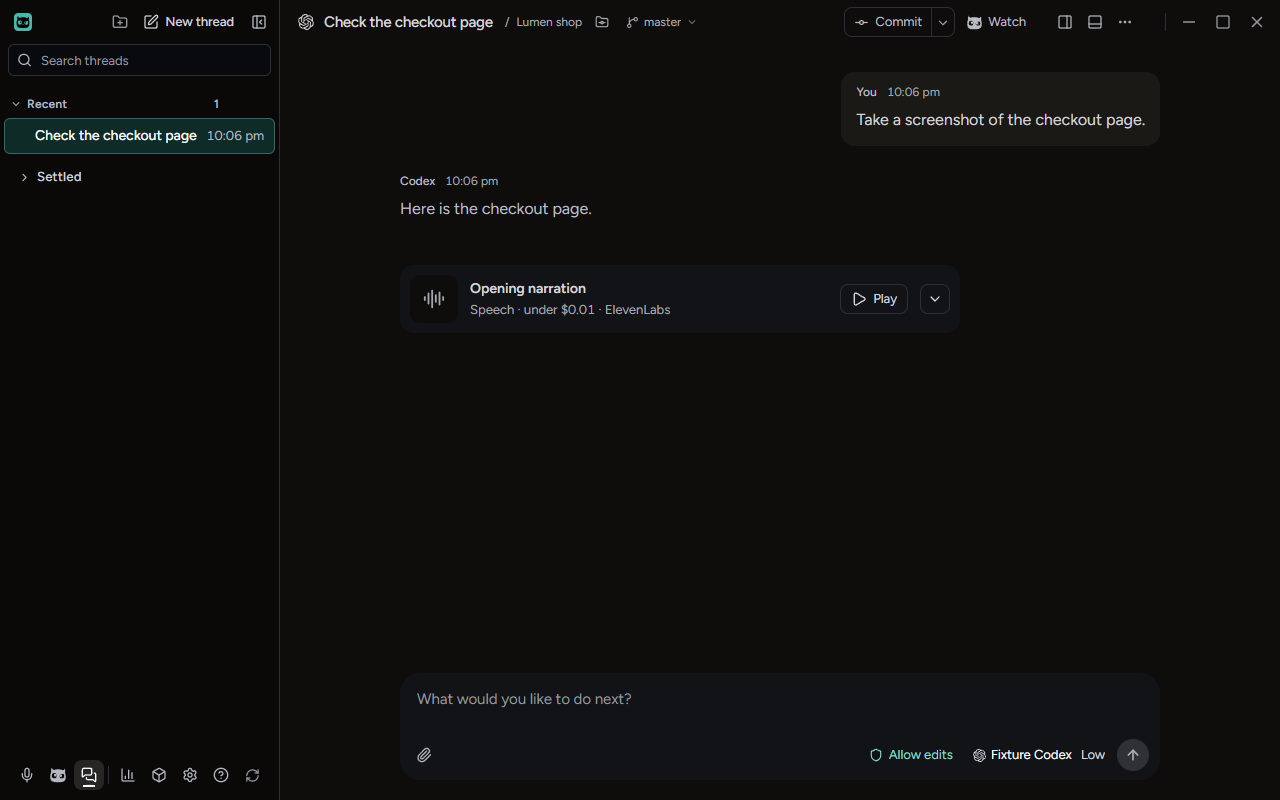 New thread
Search threads
Recent 1
Check the checkout page 10:06 pm
Settled
Check the checkout page / Lumen shop master
Commit
Watch
You 10:06 pm
Take a screenshot of the checkout page.
Codex 10:06 pm
Here is the checkout page.
Opening narration
Speech · under $0.01 · ElevenLabs
Play
What would you like to do next?
Allow edits
Fixture Codex Low